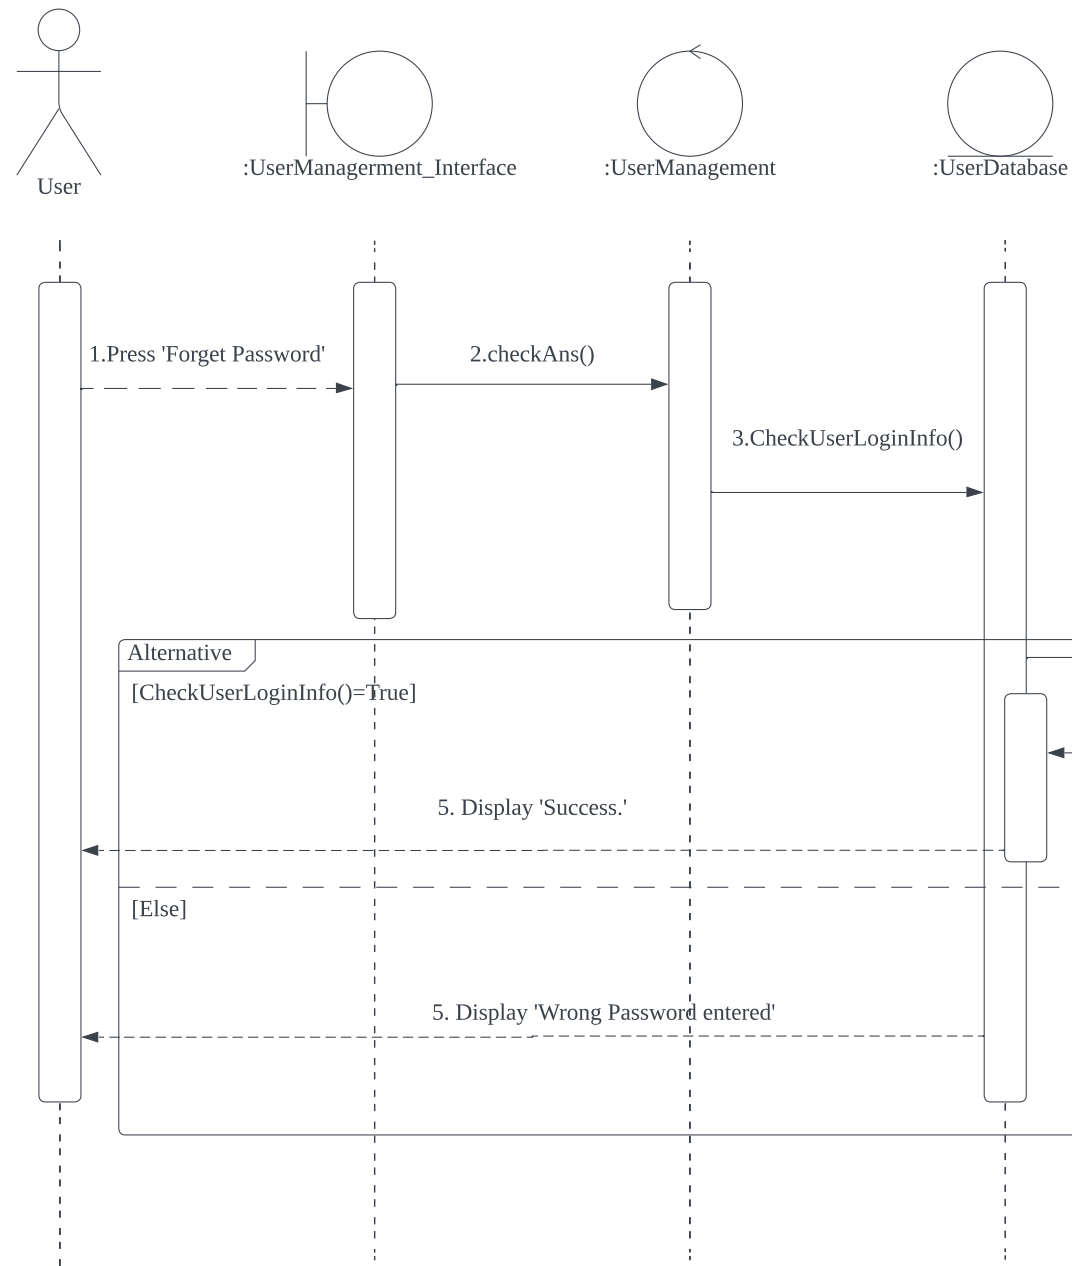 User
:UserManagerment_Interface
:UserManagement
:UserDatabase
1.Press 'Forget Password'
2.checkAns()
3.CheckUserLoginInfo()
Alternative
[CheckUserLoginInfo()=True]
5. Display 'Success.'
[Else]
5. Display 'Wrong Password entered'